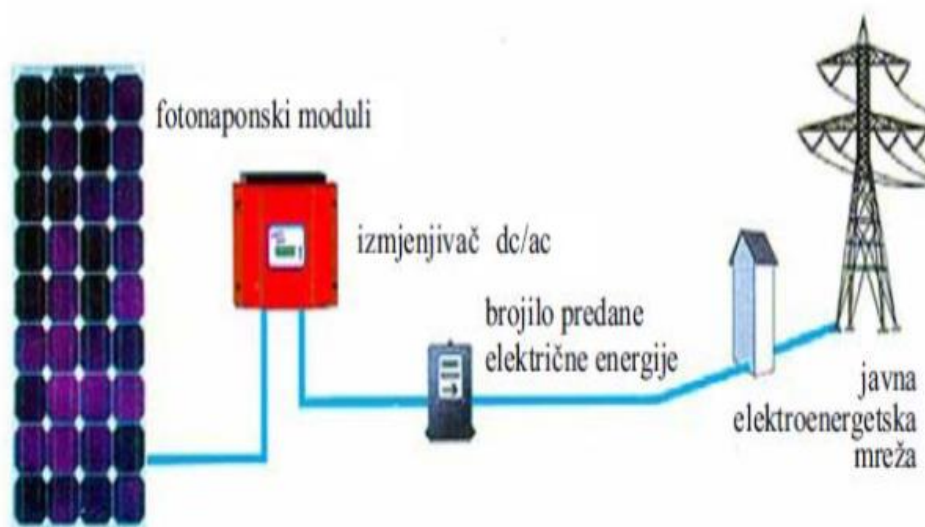 fotonaponski moduli
izmjenjivač dc/ac
brojilo predane
električne energije
javna
elektroenergetska
mreža